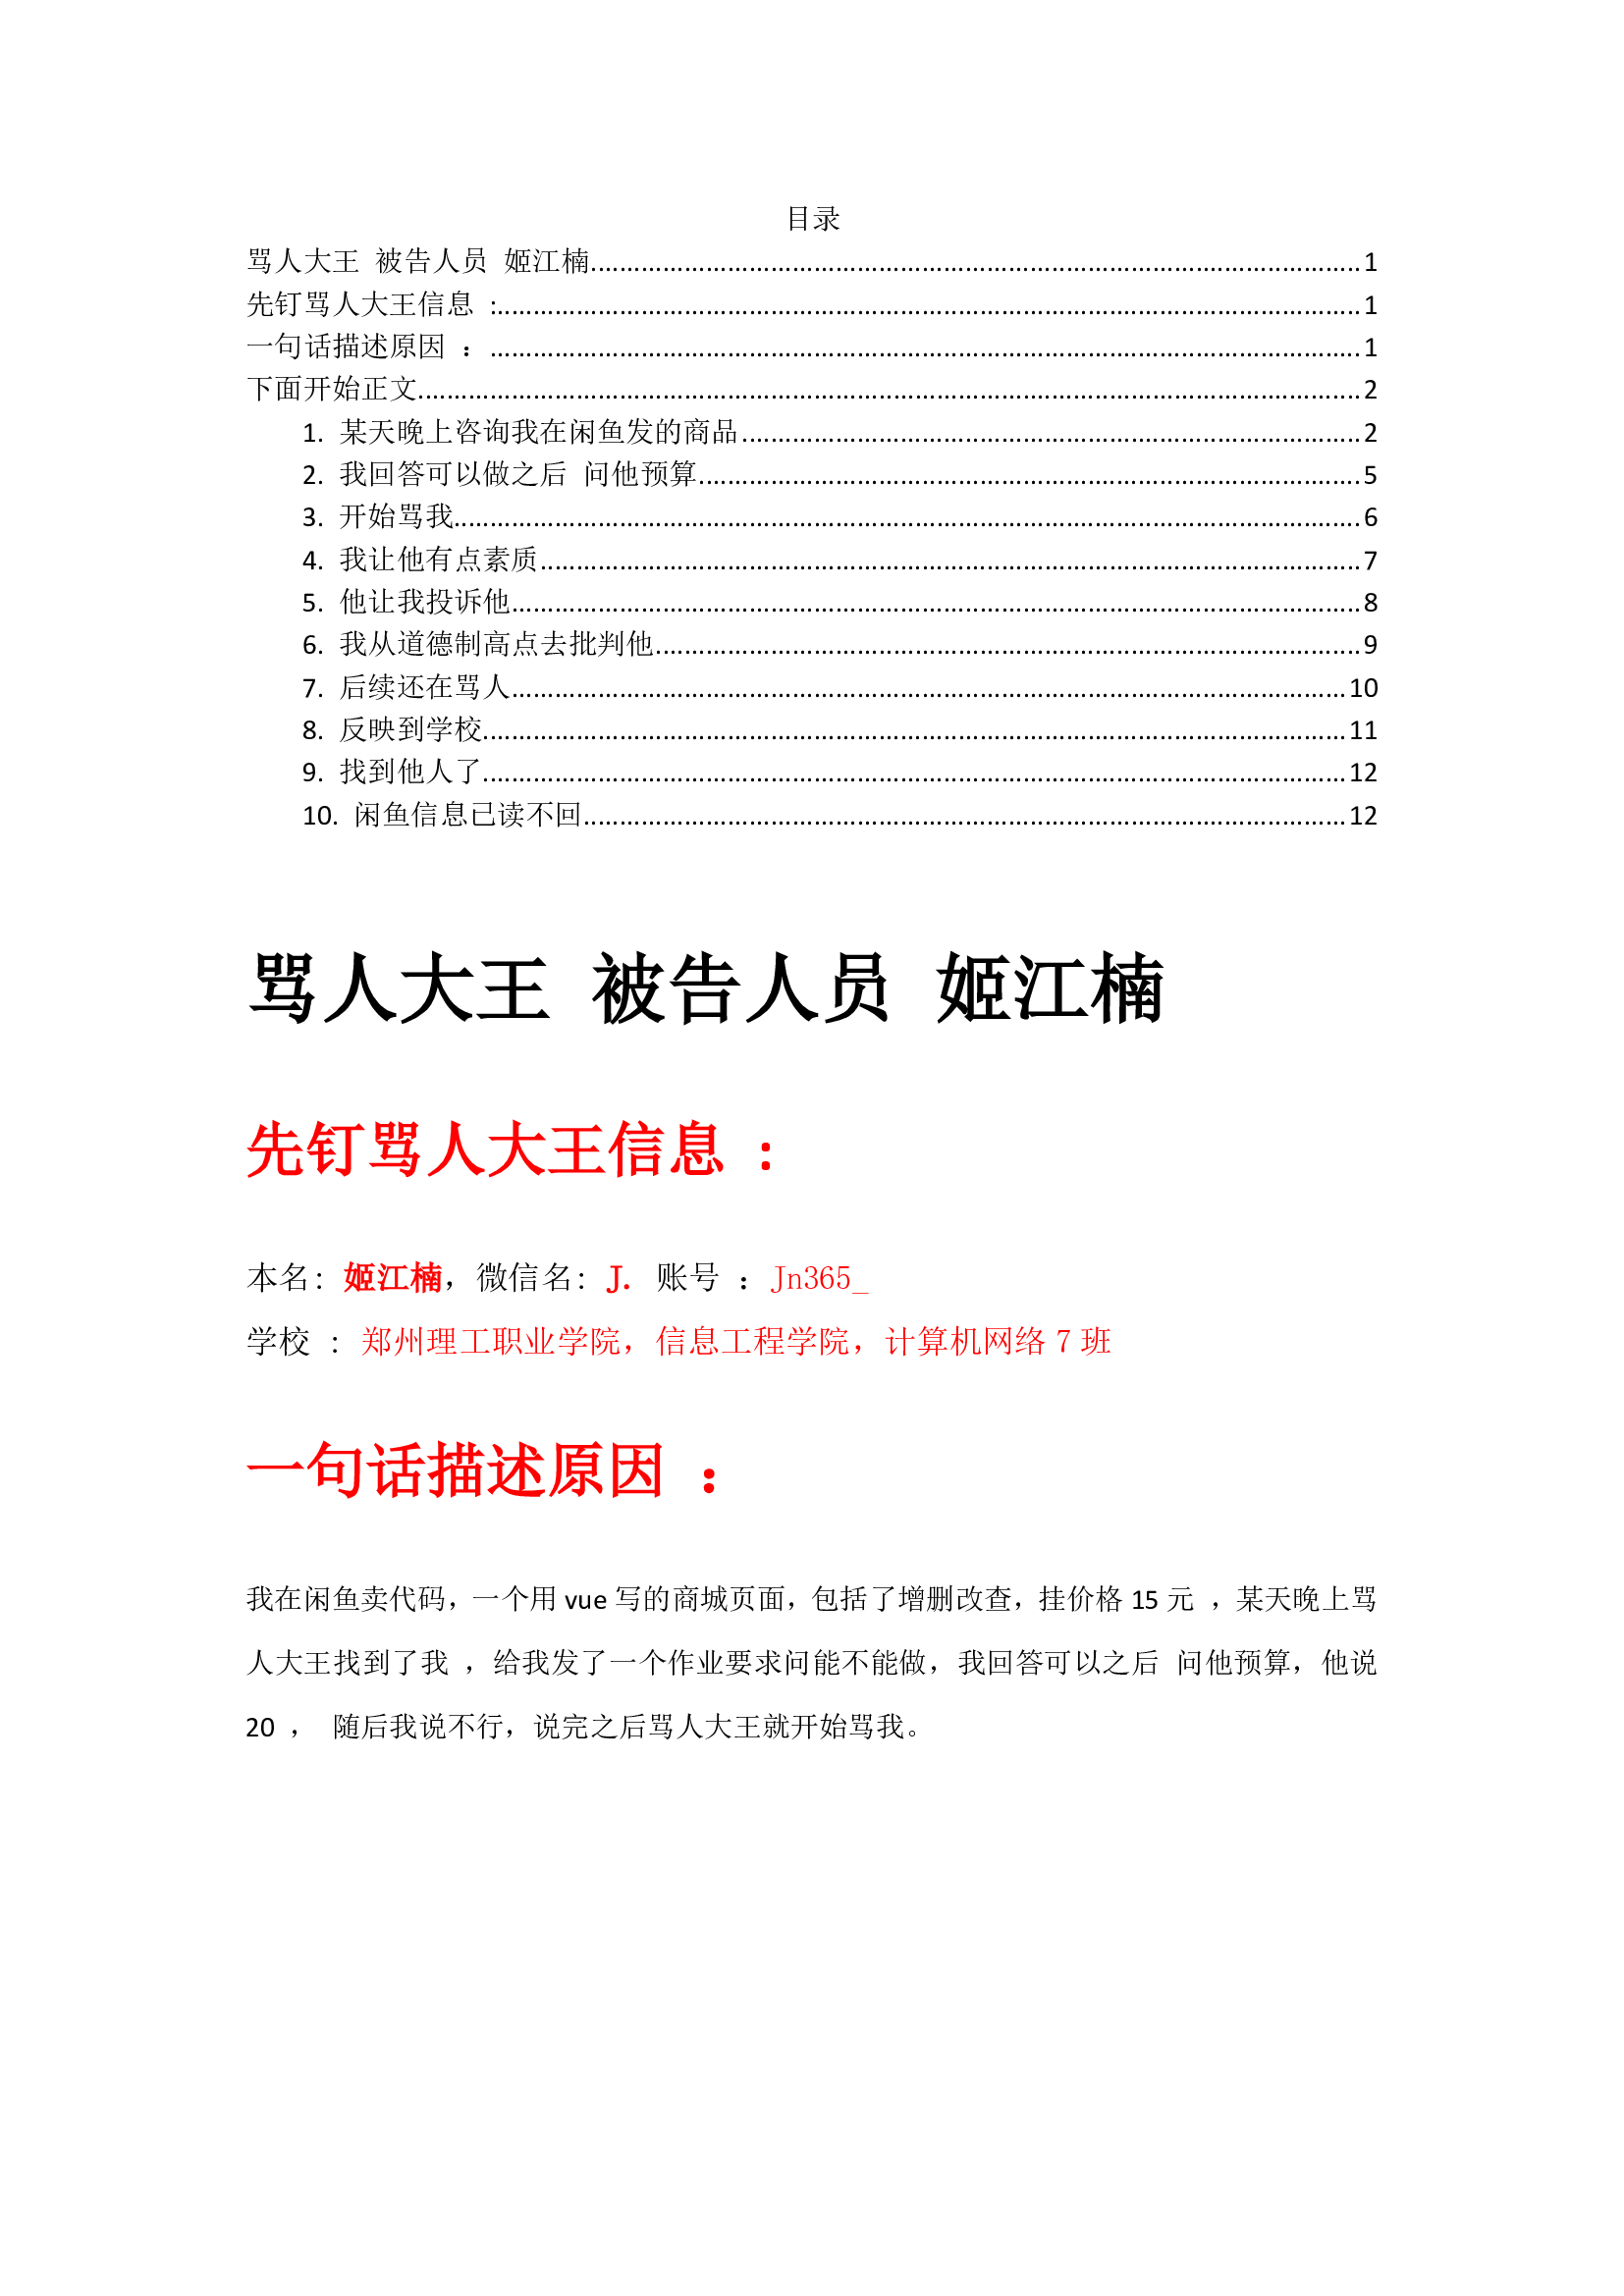 目录
骂人大王 被告人员 姬江楠........................1
先钉骂人大王信息 :........................1
一句话描述原因 ：........................1
下面开始正文........................2
1. 某天晚上咨询我在闲鱼发的商品........................2
2. 我回答可以做之后 问他预算........................5
3. 开始骂我........................6
4. 我让他有点素质........................7
5. 他让我投诉他........................8
6. 我从道德制高点去批判他........................9
7. 后续还在骂人........................10
8. 反映到学校........................11
9. 找到他人了........................12
10. 闲鱼信息已读不回........................12
骂人大王 被告人员 姬江楠
先钉骂人大王信息 :
本名: 姬江楠，微信名: J. 账号 ：Jn365_
学校 : 郑州理工职业学院，信息工程学院，计算机网络 7 班
一句话描述原因 ：
我在闲鱼卖代码，一个用 vue 写的商城页面，包括了增删改查，挂价格 15 元 ，某天晚上骂
人大王找到了我 ，给我发了一个作业要求问能不能做，我回答可以之后 问他预算，他说
20 ， 随后我说不行，说完之后骂人大王就开始骂我。